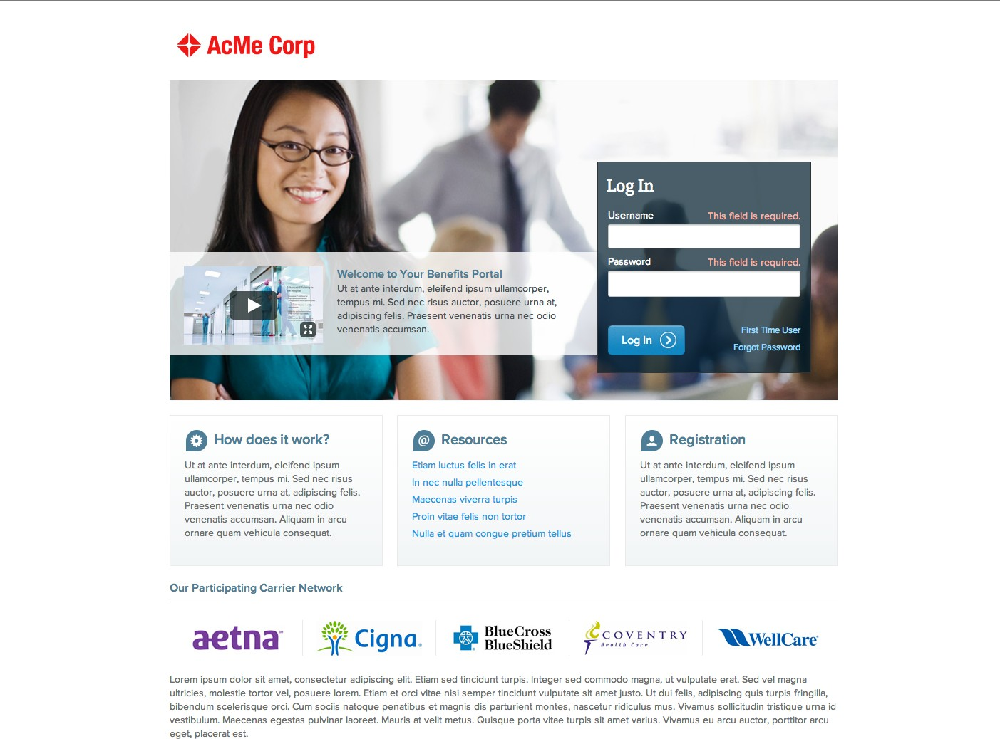 AcMe Corp
Log In
Username This field is required.
Password This field is required.
Log In
First Time User
Forgot Password
Welcome to Your Benefits Portal
Ut at ante interdum, eleifend ipsum ullamcorper,
tempus mi. Sed nec risus auctor, posuere urna at,
adipiscing felis. Praesent venenatis urna nec odio
venenatis accumsan.
How does it work?
Ut at ante interdum, eleifend ipsum
ullamcorper, tempus mi. Sed nec risus
auctor, posuere urna at, adipiscing felis.
Praesent venenatis urna nec odio
venenatis accumsan. Aliquam in arcu
ornare quam vehicula consequat.
@ Resources
Etiam luctus felis in erat
In nec nulla pellentesque
Maecenas viverra turpis
Proin vitae felis non tortor
Nulla et quam congue pretium tellus
Registration
Ut at ante interdum, eleifend ipsum
ullamcorper, tempus mi. Sed nec risus
auctor, posuere urna at, adipiscing felis.
Praesent venenatis urna nec odio
venenatis accumsan. Aliquam in arcu
ornare quam vehicula consequat.
Our Participating Carrier Network
aetna℠
Cigna®
BlueCross
BlueShield
COVENTRY
Health Care
WellCare®
Lorem ipsum dolor sit amet, consectetur adipiscing elit. Etiam sed tincidunt turpis. Integer sed commodo magna, ut vulputate erat. Sed vel magna
ultricies, molestie tortor vel, posuere lorem. Etiam et orci vitae nisi semper tincidunt vulputate sit amet justo. Ut dui felis, adipiscing quis turpis fringilla,
bibendum scelerisque orci. Cum sociis natoque penatibus et magnis dis parturient montes, nascetur ridiculus mus. Vivamus sollicitudin tristique urna id
vestibulum. Maecenas egestas pulvinar laoreet. Mauris at velit metus. Quisque porta vitae turpis sit amet varius. Vivamus eu arcu auctor, porttitor arcu
eget, placerat est.